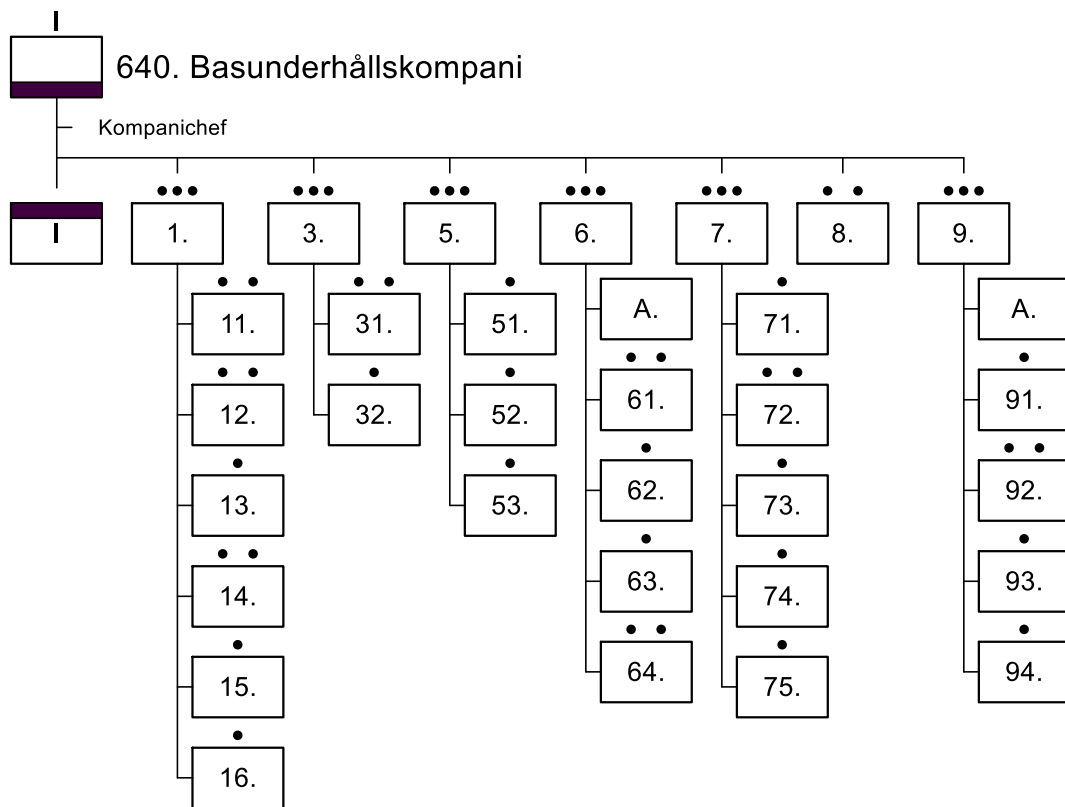 640. Basunderhållskompani
Kompanichef
1. 3. 5. 6. 7. 8. 9.
11. 31. 51. A. 71. A.
12. 32. 52. 61. 72. 91.
13. 53. 62. 73. 92.
14. 63. 74. 93.
15. 64. 75. 94.
16.